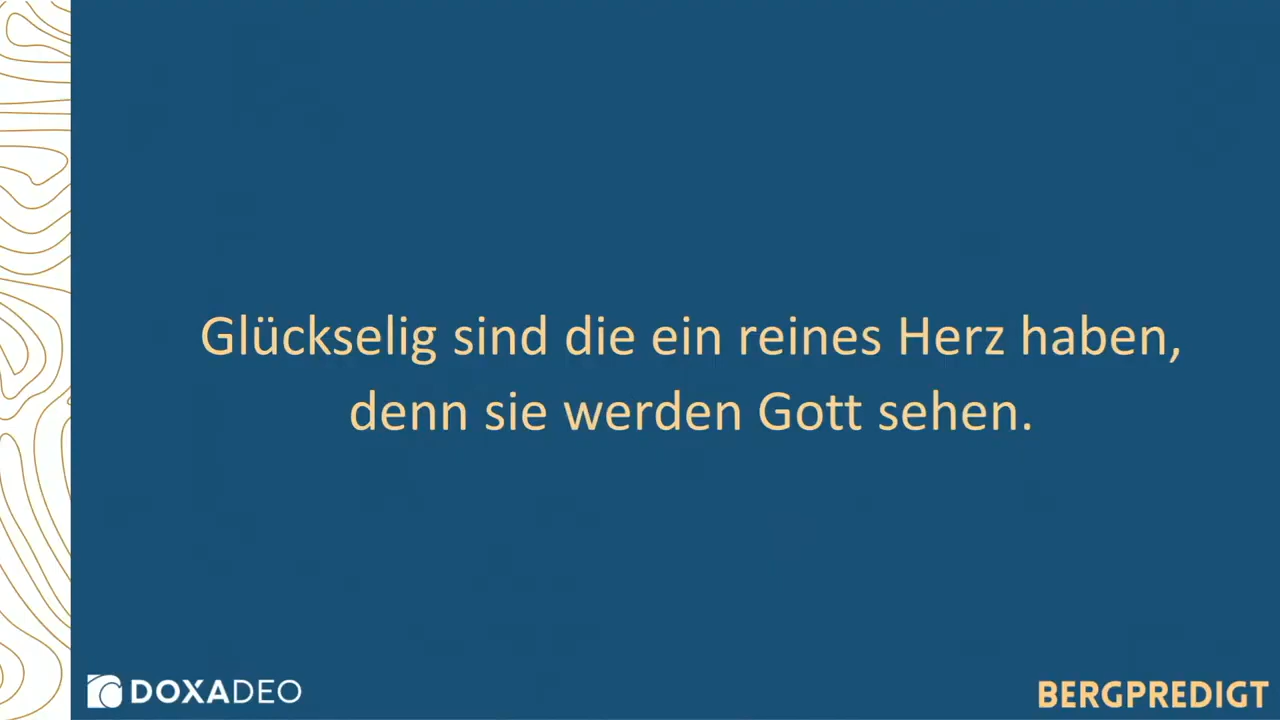 Glückselig sind die ein reines Herz haben,
denn sie werden Gott sehen.
DOXADEO
BERGPREDIGT